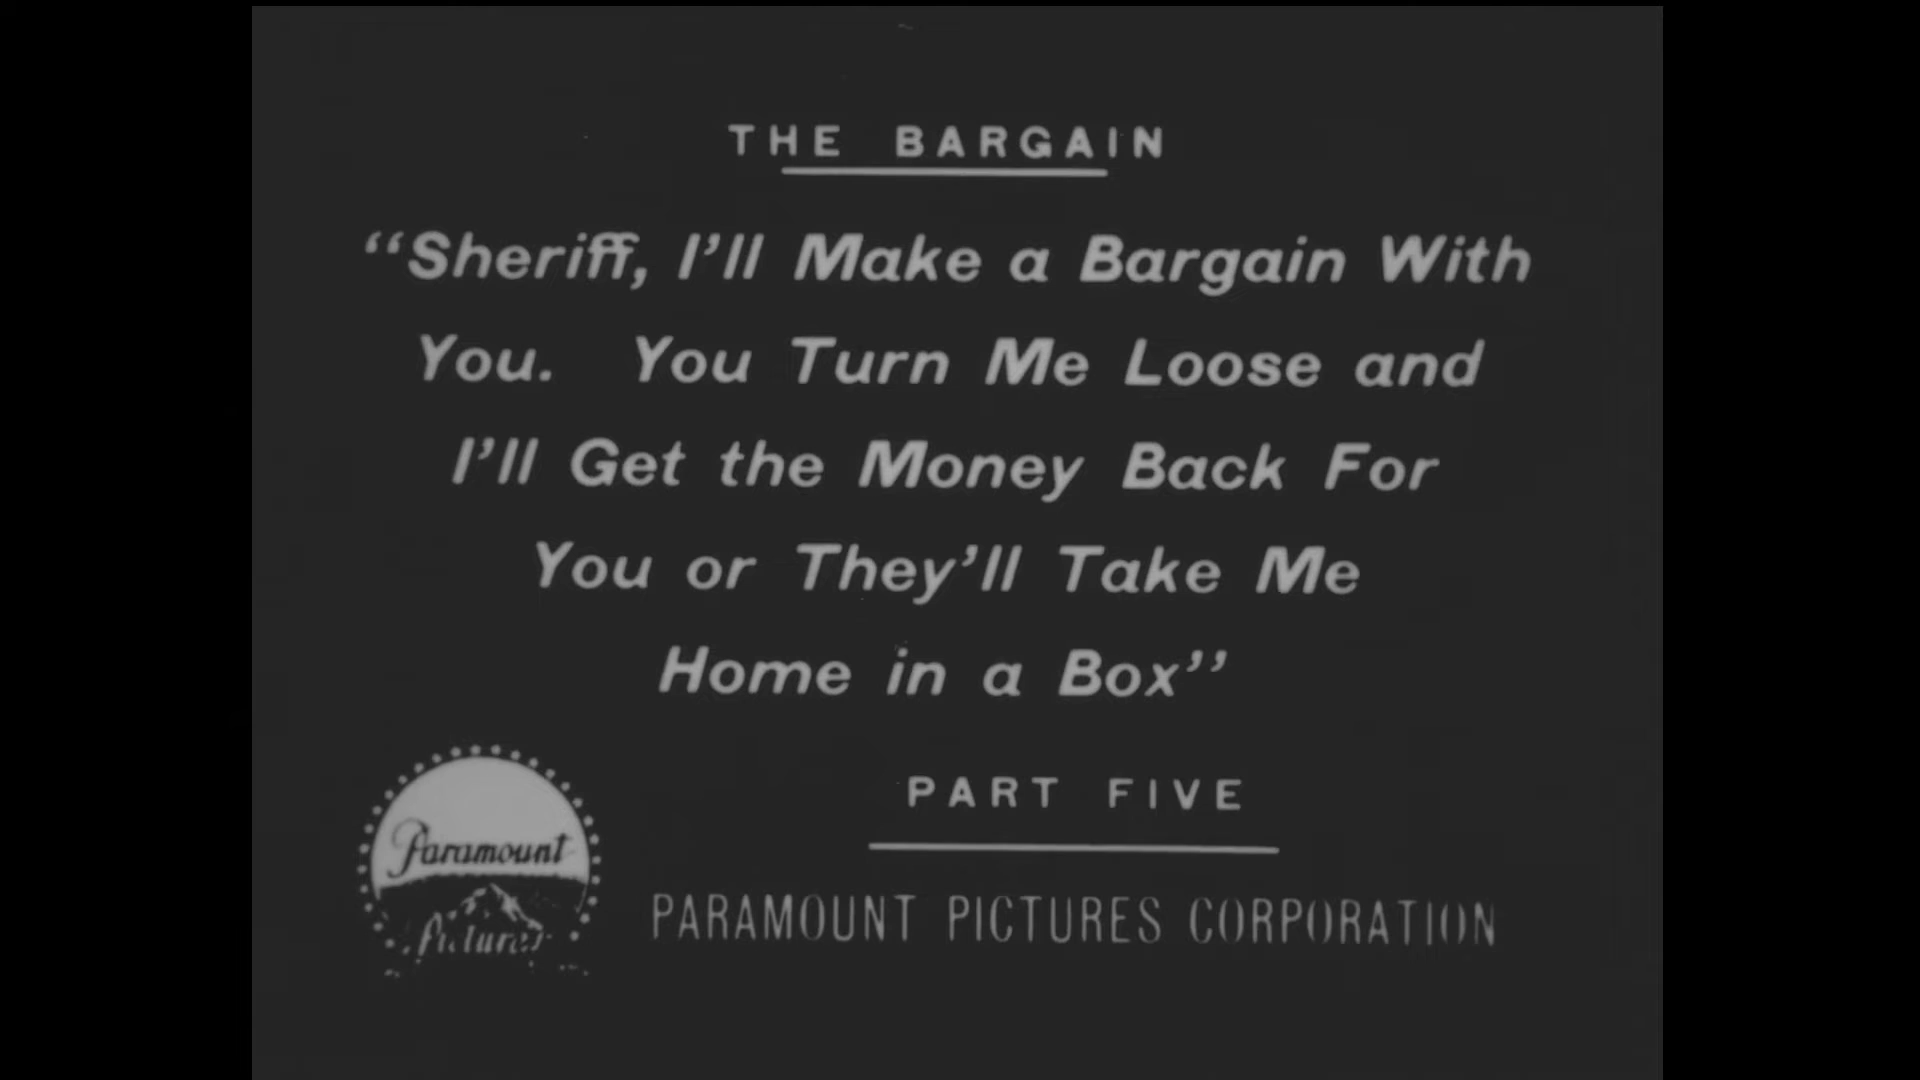 THE BARGAIN
“Sheriff, I’ll Make a Bargain With
You. You Turn Me Loose and
I’ll Get the Money Back For
You or They’ll Take Me
Home in a Box”
PART FIVE
Paramount
Pictures
PARAMOUNT PICTURES CORPORATION